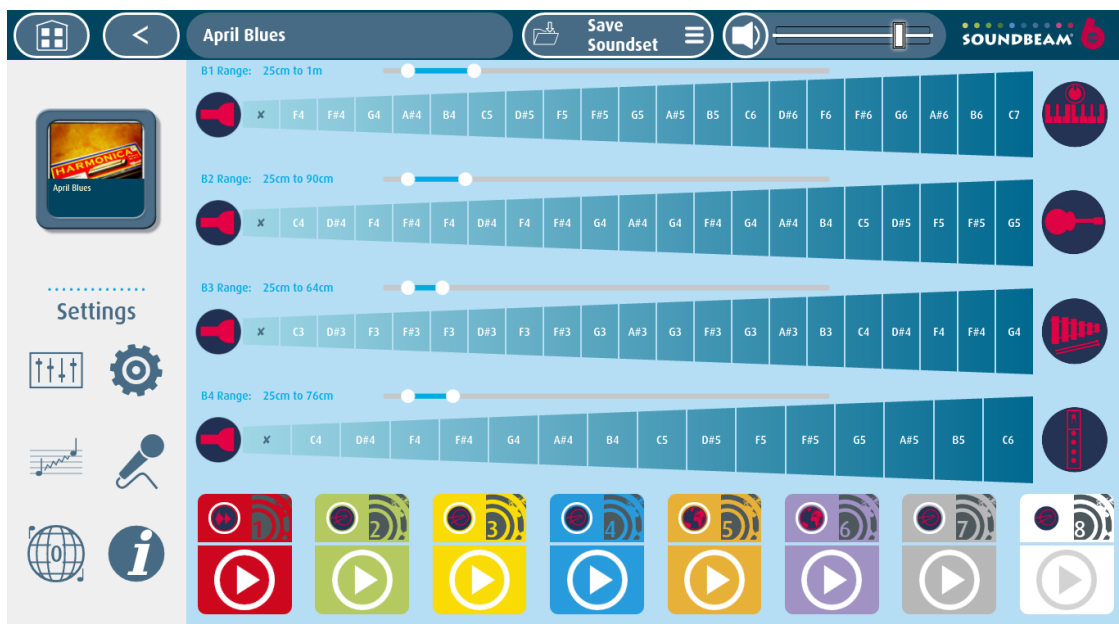 April Blues
Save
Soundset
SOUNDBEAM 6
B1 Range: 25cm to 1m
✘ F4 F#4 G4 A#4 B4 C5 D#5 F5 F#5 G5 A#5 B5 C6 D#6 F6 F#6 G6 A#6 B6 C7
HARMONICA
April Blues
B2 Range: 25cm to 90cm
✘ C4 D#4 F4 F#4 F4 D#4 F4 F#4 G4 A#4 G4 F#4 G4 A#4 B4 C5 D#5 F5 F#5 G5
Settings
B3 Range: 25cm to 64cm
✘ C3 D#3 F3 F#3 F3 D#3 F3 F#3 G3 A#3 G3 F#3 G3 A#3 B3 C4 D#4 F4 F#4 G4
B4 Range: 25cm to 76cm
✘ C4 D#4 F4 F#4 G4 A#4 B4 C5 D#5 F5 F#5 G5 A#5 B5 C6
1 2 3 4 5 6 7 8
0 i